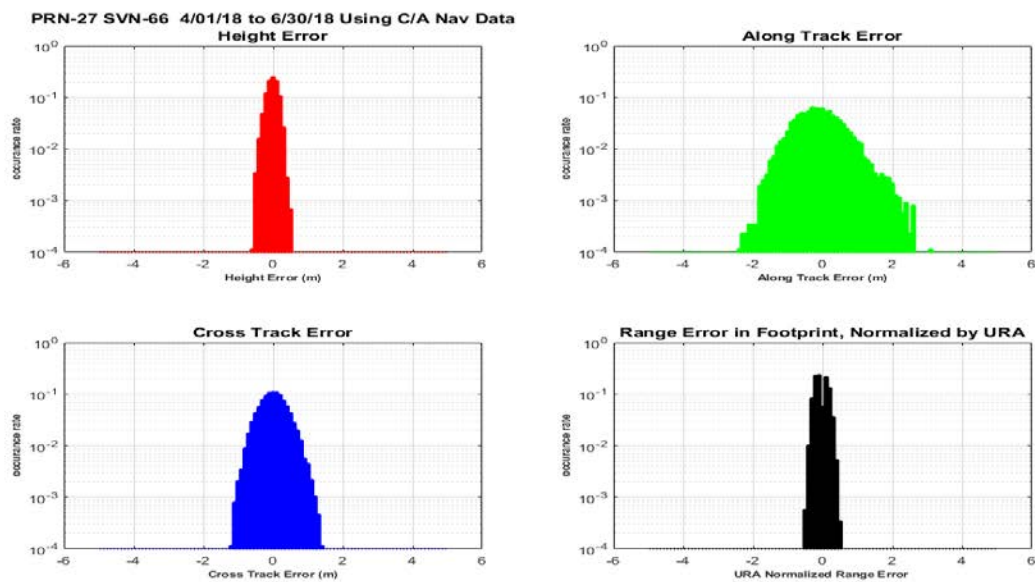 PRN-27 SVN-66 4/01/18 to 6/30/18 Using C/A Nav Data
Height Error
10^0
10^-1
10^-2
10^-3
10^-4
occurance rate
-6 -4 -2 0 2 4 6
Height Error (m)
Along Track Error
10^0
10^-1
10^-2
10^-3
10^-4
occurance rate
-6 -4 -2 0 2 4 6
Along Track Error (m)
Cross Track Error
10^0
10^-1
10^-2
10^-3
10^-4
occurance rate
-6 -4 -2 0 2 4 6
Cross Track Error (m)
Range Error in Footprint, Normalized by URA
10^0
10^-1
10^-2
10^-3
10^-4
occurance rate
-6 -4 -2 0 2 4 6
URA Normalized Range Error